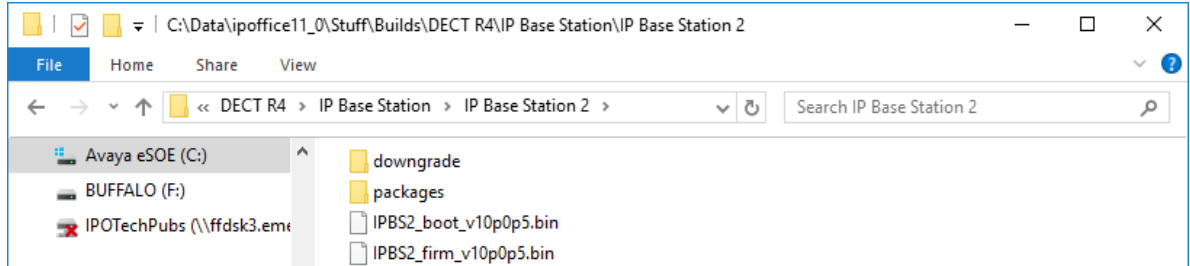 C:\Data\ipoffice11_0\Stuff\Builds\DECT R4\IP Base Station\IP Base Station 2
File Home Share View
« DECT R4 > IP Base Station > IP Base Station 2 > Search IP Base Station 2
Avaya eSOE (C:)
downgrade
BUFFALO (F:)
packages
IPOTechPubs (\\ffdsk3.eme
IPBS2_boot_v10p0p5.bin
IPBS2_firm_v10p0p5.bin